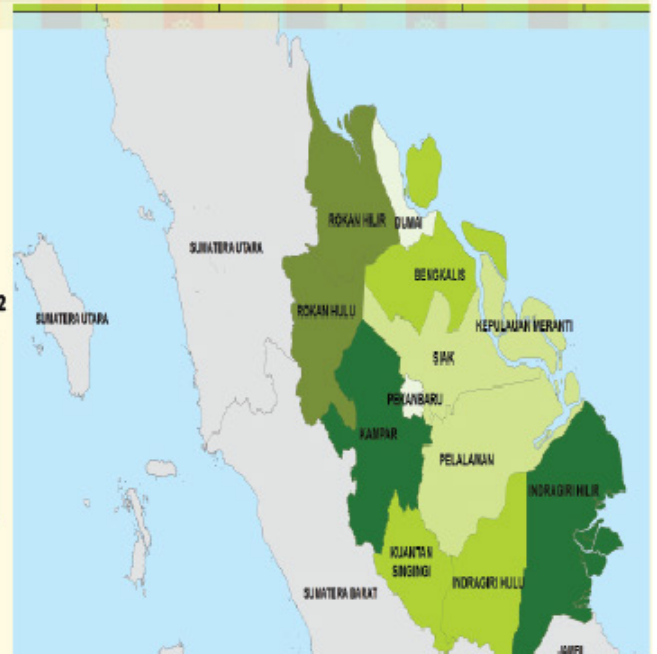 ROKAN HILIR
DUMAI
SUMATERA UTARA
BENGKALIS
2
SUMATERA UTARA
ROKAN HULU
KEPULAUAN MERANTI
SIAK
PEKANBARU
KAMPAR
PELALAWAN
INDRAGIRI HILIR
KUANTAN
SINGINGI
INDRAGIRI HULU
SUMATERA BARAT
JAMBI